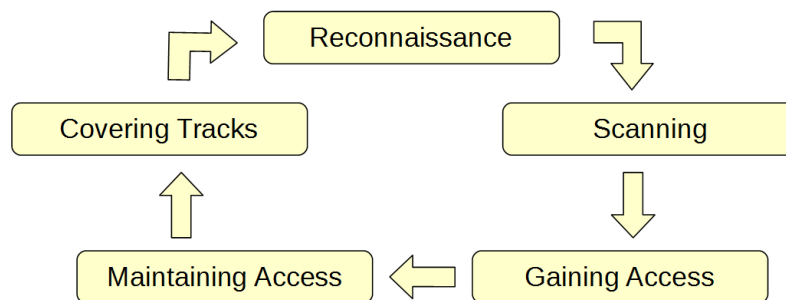 Reconnaissance
Covering Tracks
Scanning
Maintaining Access
Gaining Access